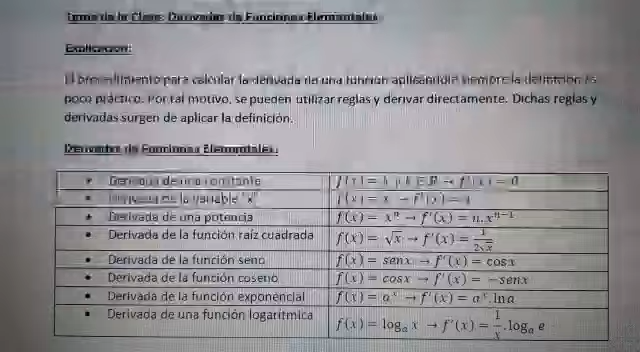 Tema de la Clase: Derivadas de Funciones Elementales
Explicación:
El procedimiento para calcular la derivada de una función aplicándole siempre la definición es
poco práctico. Por tal motivo, se pueden utilizar reglas y derivar directamente. Dichas reglas y
derivadas surgen de aplicar la definición.
Derivadas de Funciones Elementales:
• Derivada de una constante f(x) = k ∈ R → f'(x) = 0
• Derivada de la variable "x" f(x) = x → f'(x) = 1
• Derivada de una potencia f(x) = xⁿ → f'(x) = n.xⁿ⁻¹
• Derivada de la función raíz cuadrada f(x) = √x → f'(x) = 1/(2√x)
• Derivada de la función seno f(x) = senx → f'(x) = cosx
• Derivada de la función coseno f(x) = cosx → f'(x) = −senx
• Derivada de la función exponencial f(x) = aˣ → f'(x) = aˣ.lna
• Derivada de una función logarítmica f(x) = logₐ x → f'(x) = 1/x . logₐ e